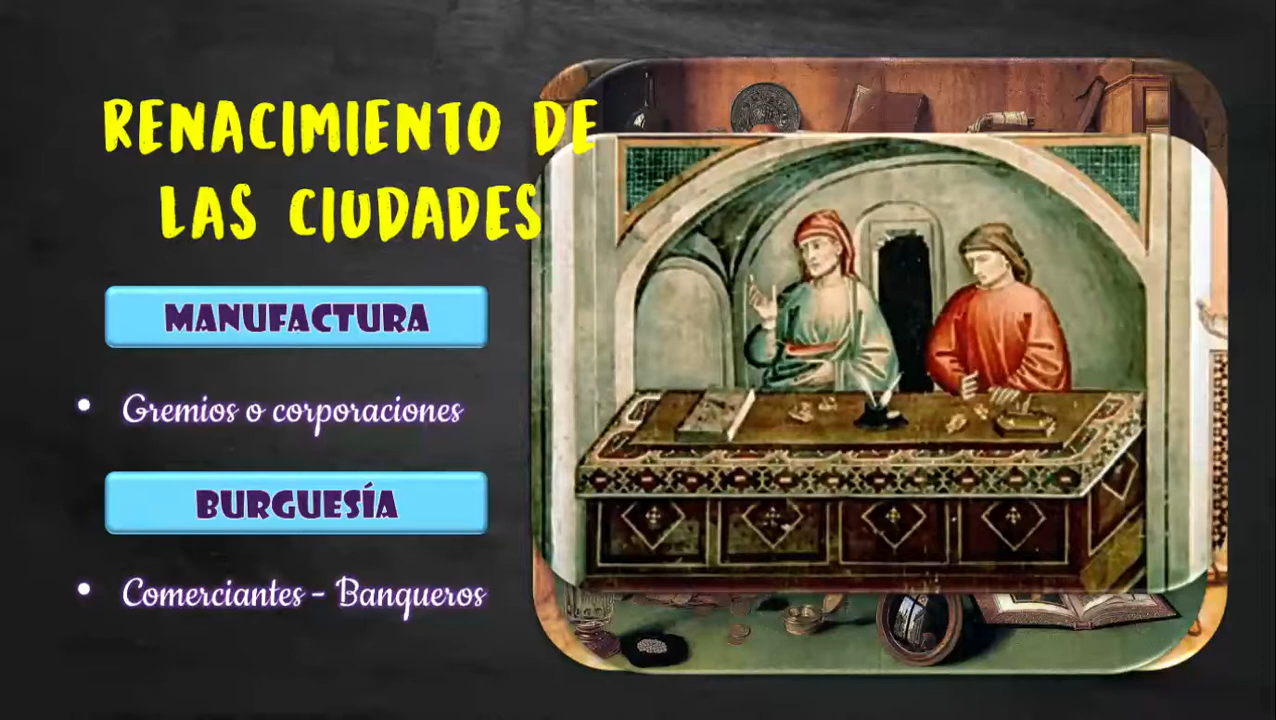 RENACIMIENTO DE
LAS CIUDADES
MANUFACTURA
• Gremios o corporaciones
BURGUESÍA
• Comerciantes - Banqueros